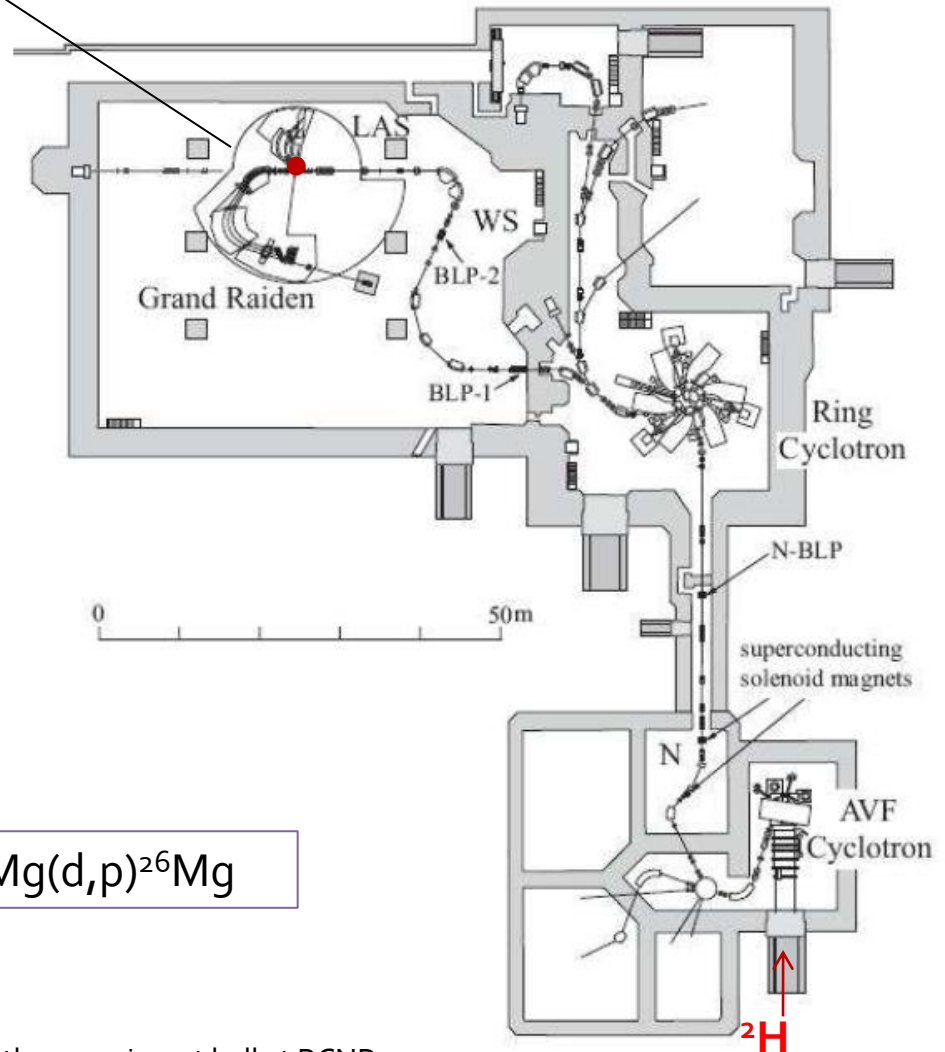 LAS
WS
BLP-2
Grand Raiden
BLP-1
Ring
Cyclotron
N-BLP
0 50m
superconducting
solenoid magnets
N
AVF
Cyclotron
Mg(d,p)²⁶Mg
²H